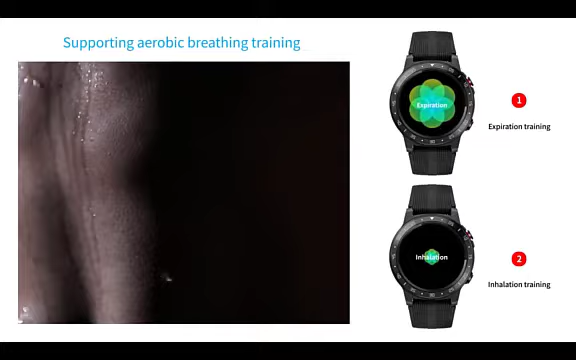 Supporting aerobic breathing training
Expiration
1
Expiration training
Inhalation
2
Inhalation training